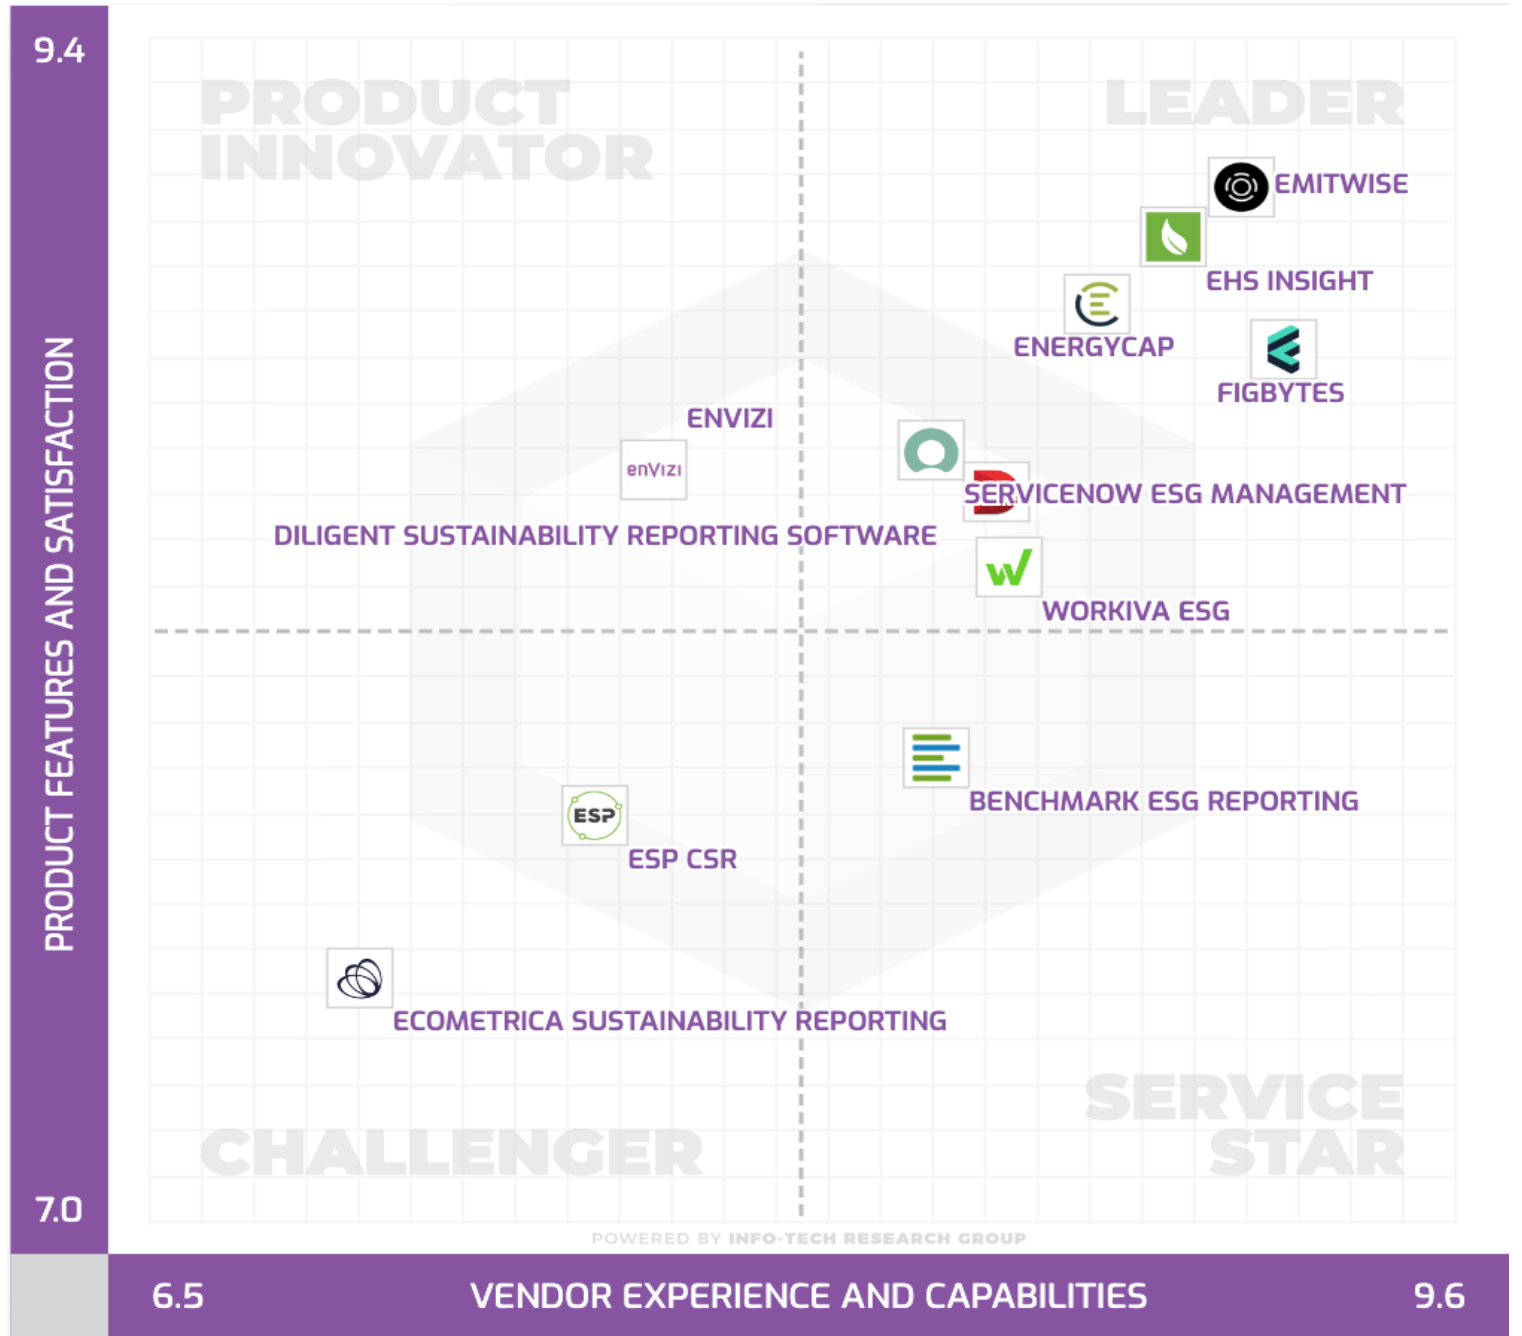 9.4
PRODUCT
INNOVATOR
LEADER
EMITWISE
EHS INSIGHT
ENERGYCAP
FIGBYTES
ENVIZI
enVIZI
SERVICENOW ESG MANAGEMENT
DILIGENT SUSTAINABILITY REPORTING SOFTWARE
WORKIVA ESG
PRODUCT FEATURES AND SATISFACTION
BENCHMARK ESG REPORTING
ESP
ESP CSR
ECOMETRICA SUSTAINABILITY REPORTING
CHALLENGER
SERVICE
STAR
7.0
POWERED BY INFO-TECH RESEARCH GROUP
6.5
VENDOR EXPERIENCE AND CAPABILITIES
9.6